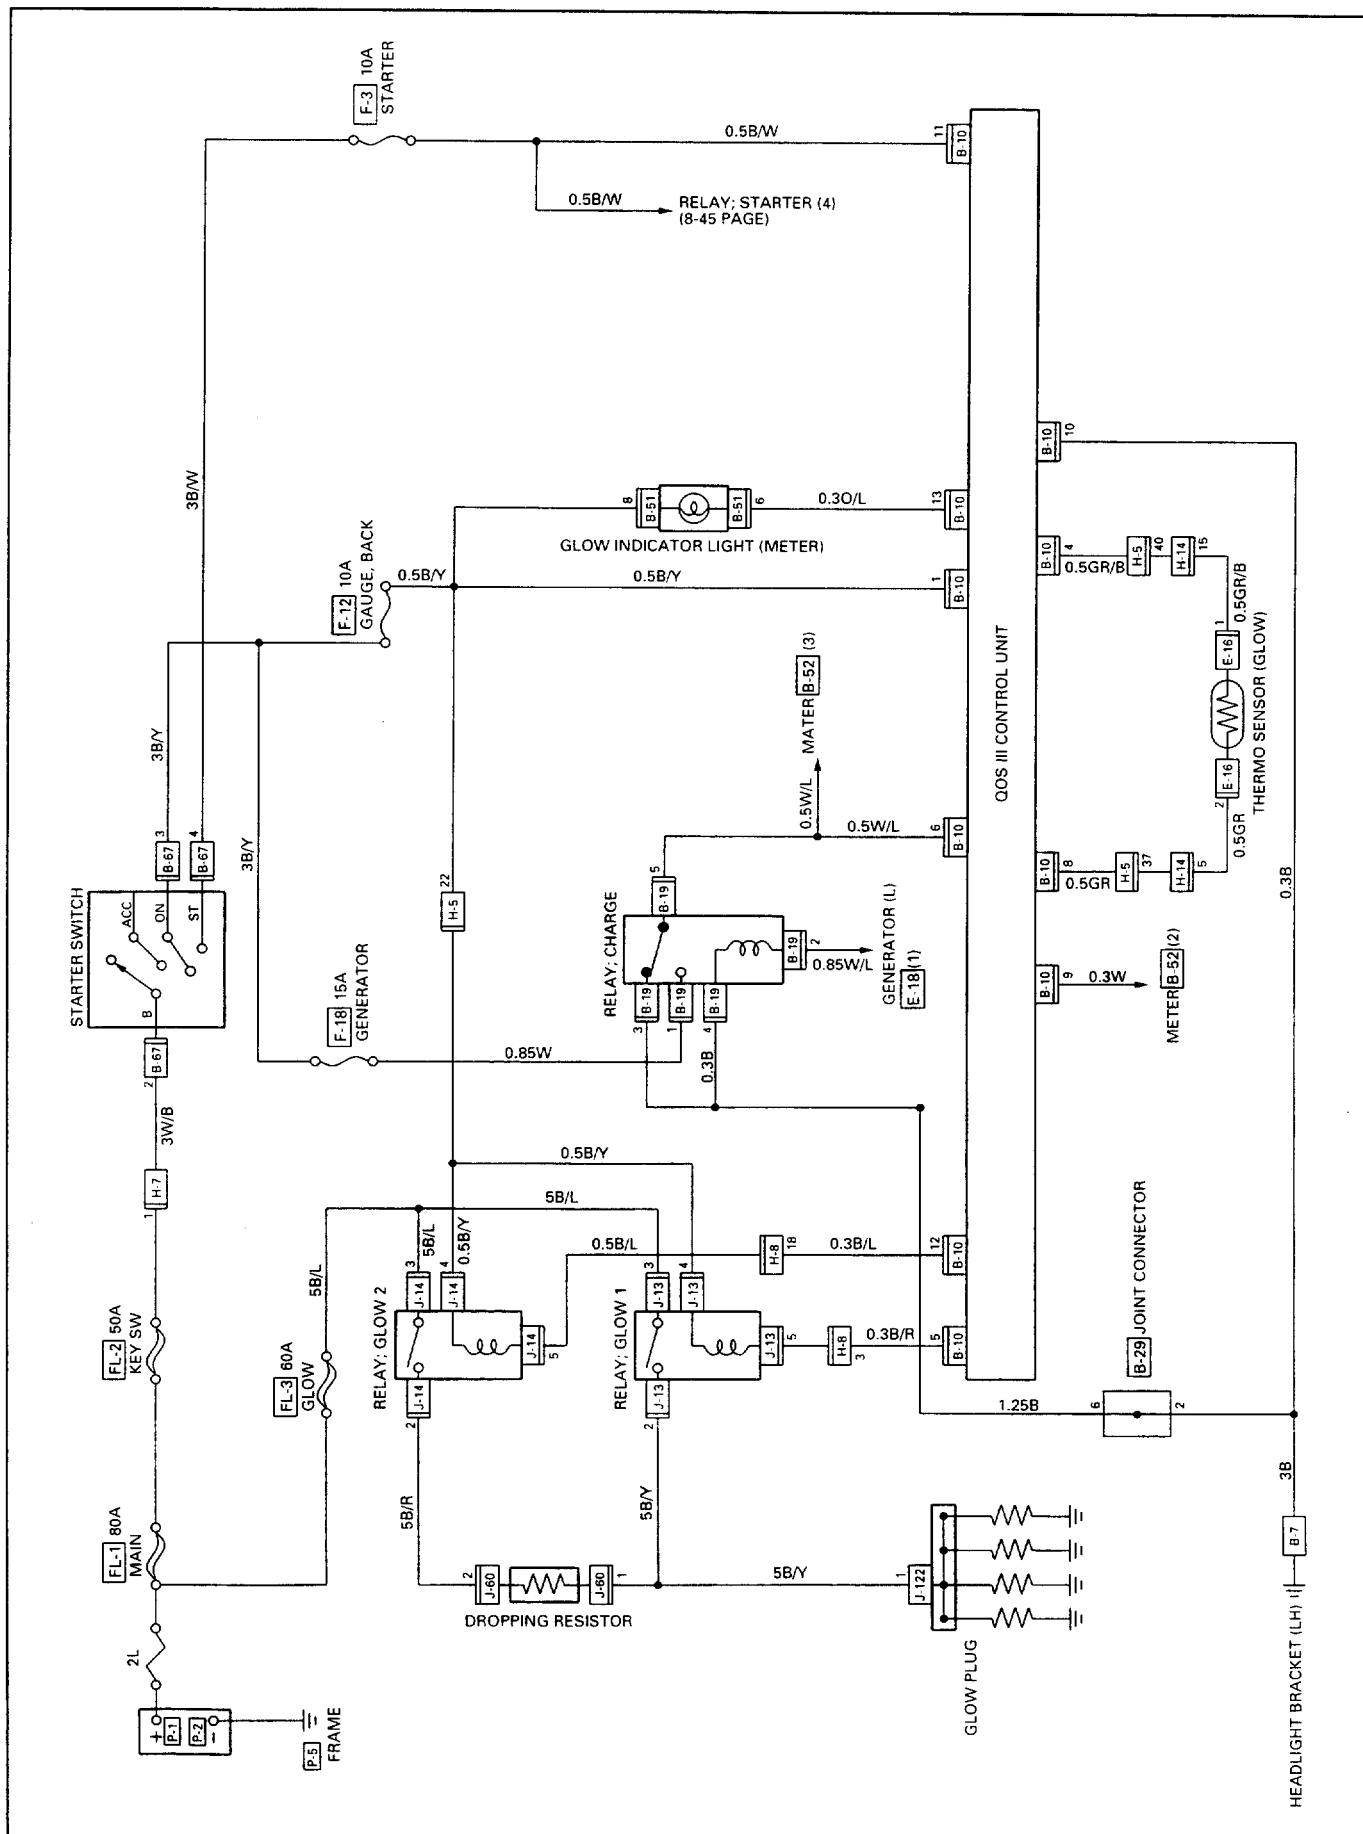 F-3 10A
STARTER
0.5B/W
11
B-10
0.5B/W
RELAY; STARTER (4)
(8-45 PAGE)
3B/W
F-12 10A
GAUGE, BACK
0.5B/Y
8
B-51
B-51
6
0.3O/L
13
B-10
GLOW INDICATOR LIGHT (METER)
0.5B/Y
1
B-10
B-10
10
B-10
4
0.5GR/B
H-5
40
H-14
15
0.5GR/B
1
E-16
THERMO SENSOR (GLOW)
E-16
2
0.5GR
3B/Y
3B/Y
MATER B-52 (3)
0.5W/L
0.5W/L
6
B-10
QOS III CONTROL UNIT
B-10
8
0.5GR
H-5
37
H-14
5
0.3B
STARTER SWITCH
ACC
ON
ST
B
3
B-67
4
B-67
B-67
2
3W/B
H-7
1
22
H-5
F-18 15A
GENERATOR
0.85W
RELAY; CHARGE
5
B-19
B-19
2
0.85W/L
GENERATOR (L)
E-18 (1)
B-19
3
B-19
1
B-19
4
0.3B
B-10
9
0.3W
METER B-52 (2)
0.5B/Y
5B/L
5B/L
0.5B/Y
0.5B/L
H-8
18
0.3B/L
12
B-10
5B/L
FL-2 50A
KEY SW
FL-3 60A
GLOW
RELAY; GLOW 2
3
J-14
4
J-14
J-14
5
J-14
2
RELAY; GLOW 1
3
J-13
4
J-13
J-13
5
J-13
2
H-8
3
0.3B/R
5
B-10
B-29 JOINT CONNECTOR
1.25B
6
2
FL-1 80A
MAIN
5B/R
5B/Y
3B
B-7
2
J-60
J-60
1
DROPPING RESISTOR
5B/Y
1
J-122
GLOW PLUG
2L
+
P-1
P-2
-
P-5
FRAME
HEADLIGHT BRACKET (LH)